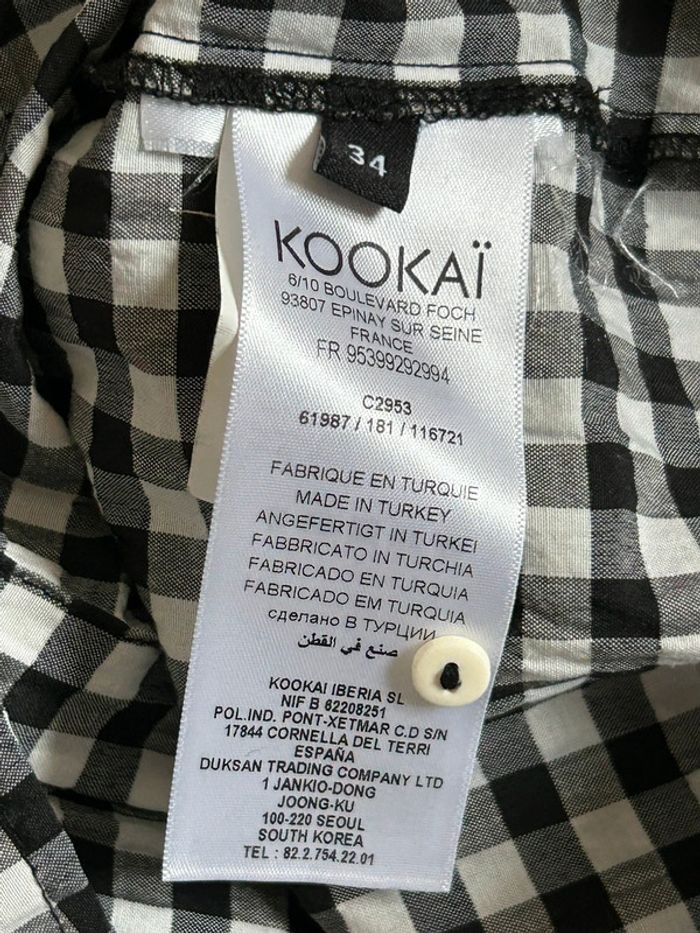 34
KOOKAÏ
6/10 BOULEVARD FOCH
93807 EPINAY SUR SEINE
FRANCE
FR 95399292994
C2953
61987 / 181 / 116721
FABRIQUE EN TURQUIE
MADE IN TURKEY
ANGEFERTIGT IN TURKEI
FABBRICATO IN TURCHIA
FABRICADO EN TURQUIA
FABRICADO EM TURQUIA
сделано в ТУРЦИИ
صنع في القطن
KOOKAI IBERIA SL
NIF B 62208251
POL.IND. PONT-XETMAR C.D S/N
17844 CORNELLA DEL TERRI
ESPAÑA
DUKSAN TRADING COMPANY LTD
1 JANKIO-DONG
JOONG-KU
100-220 SEOUL
SOUTH KOREA
TEL : 82.2.754.22.01